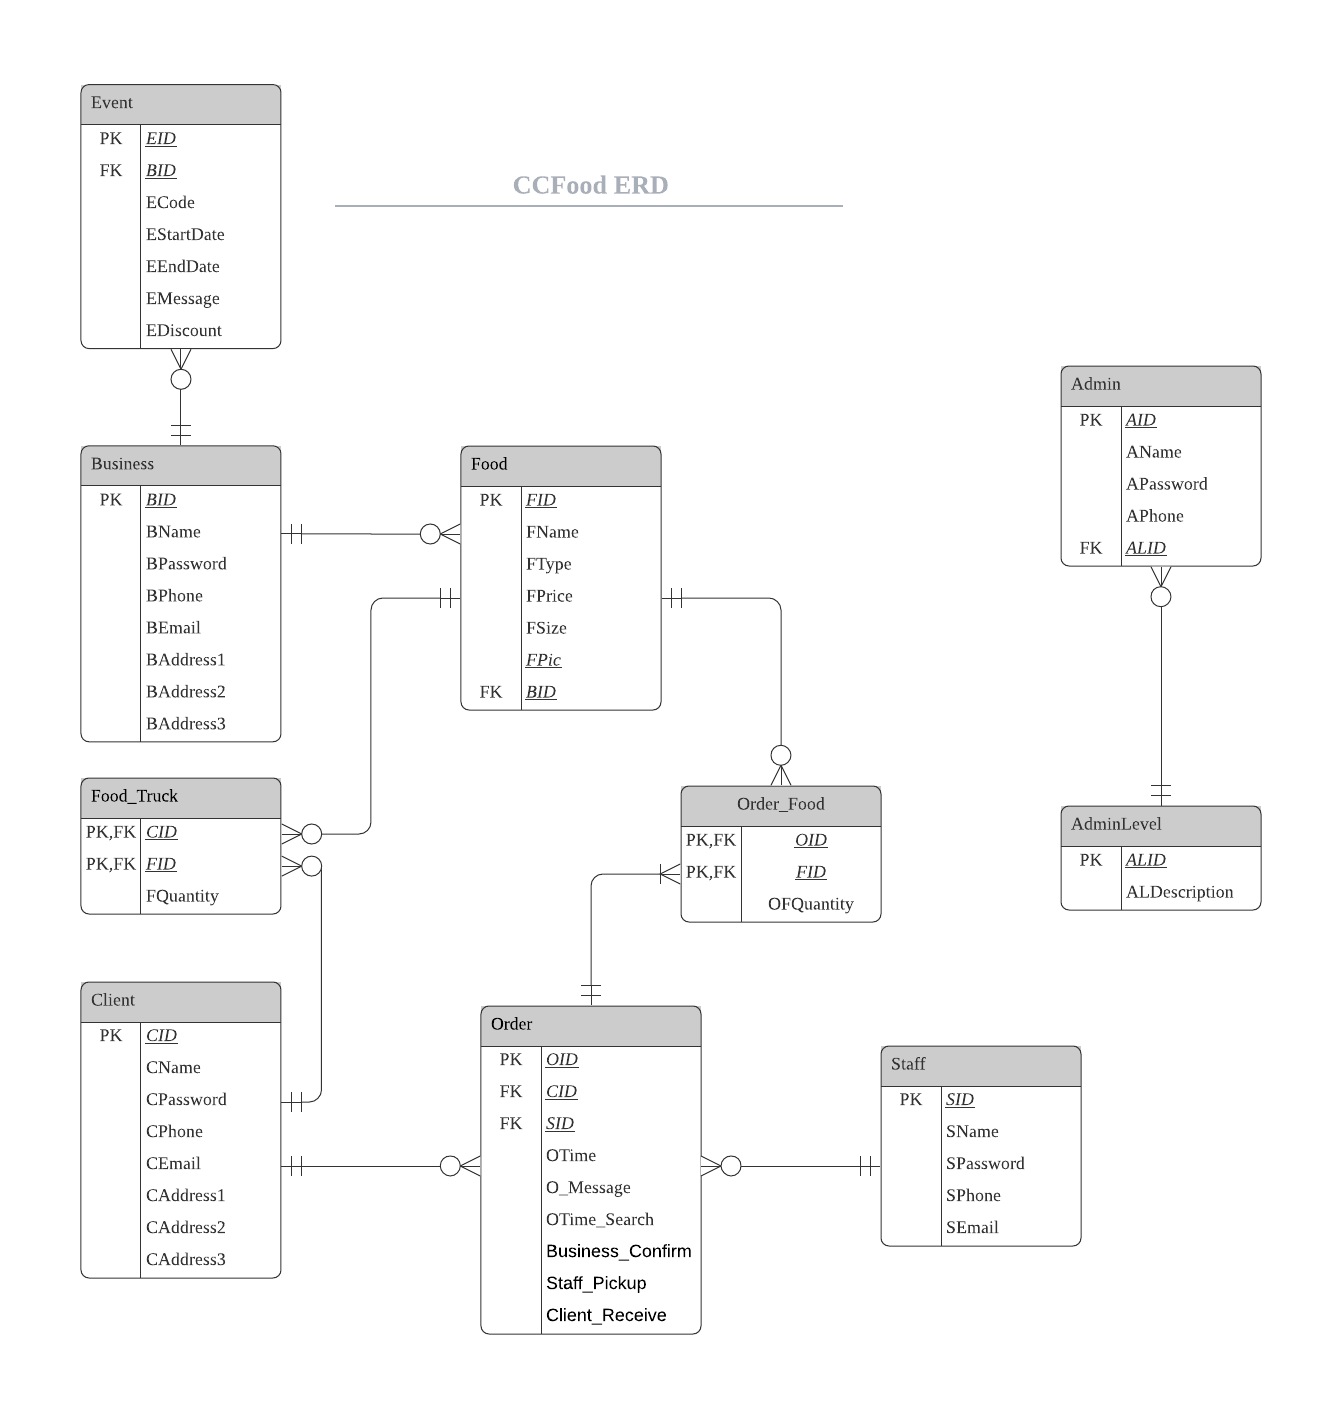 Event
PK EID
FK BID
ECode
EStartDate
EEndDate
EMessage
EDiscount
CCFood ERD
Business
PK BID
BName
BPassword
BPhone
BEmail
BAddress1
BAddress2
BAddress3
Food
PK FID
FName
FType
FPrice
FSize
FPic
FK BID
Admin
PK AID
AName
APassword
APhone
FK ALID
Food_Truck
PK,FK CID
PK,FK FID
FQuantity
Order_Food
PK,FK OID
PK,FK FID
OFQuantity
AdminLevel
PK ALID
ALDescription
Client
PK CID
CName
CPassword
CPhone
CEmail
CAddress1
CAddress2
CAddress3
Order
PK OID
FK CID
FK SID
OTime
O_Message
OTime_Search
Business_Confirm
Staff_Pickup
Client_Receive
Staff
PK SID
SName
SPassword
SPhone
SEmail